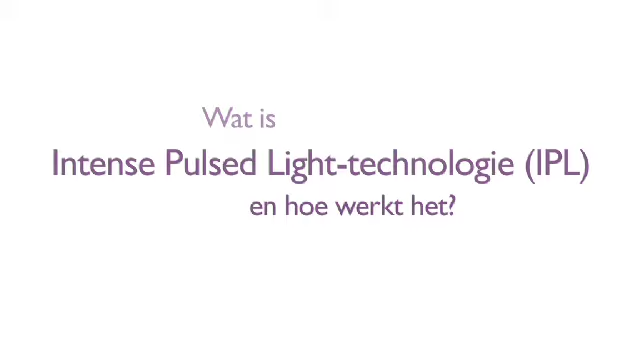 Wat is
Intense Pulsed Light-technologie (IPL)
en hoe werkt het?